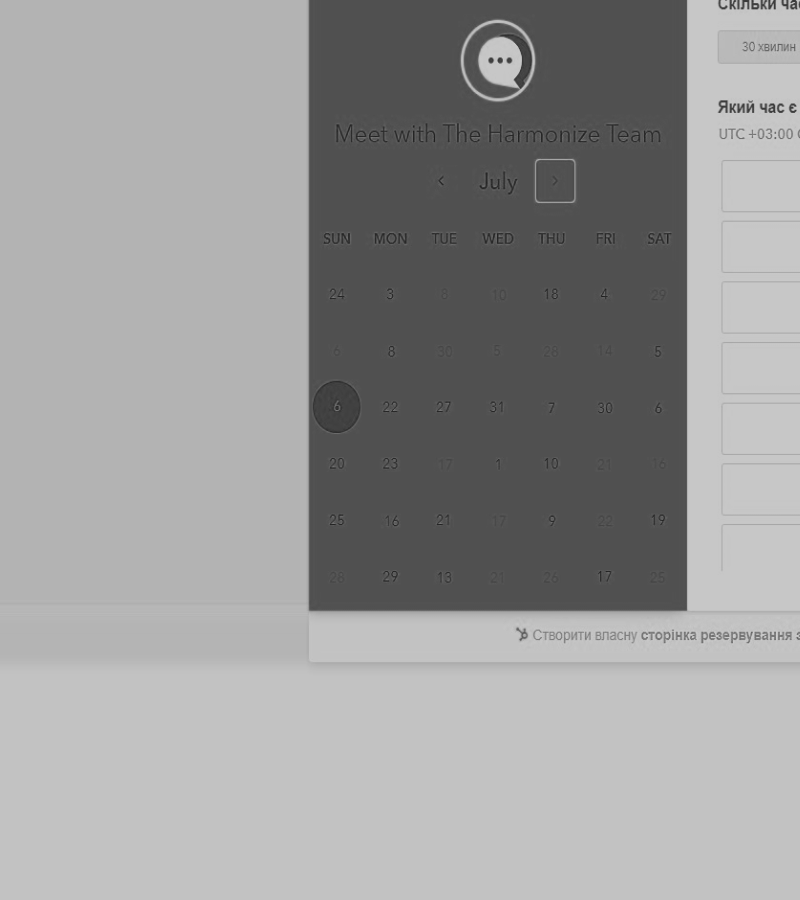 Скільки час
30 хвилин
Meet with The Harmonize Team
Який час є
July
UTC +03:00
SUN MON TUE WED THU FRI SAT
24 3 8 10 18 4 29
6 8 30 5 28 14 5
6 22 27 31 7 30 6
20 23 17 1 10 21 16
25 16 21 17 9 22 19
28 29 13 21 26 17 25
Створити власну сторінка резервування з